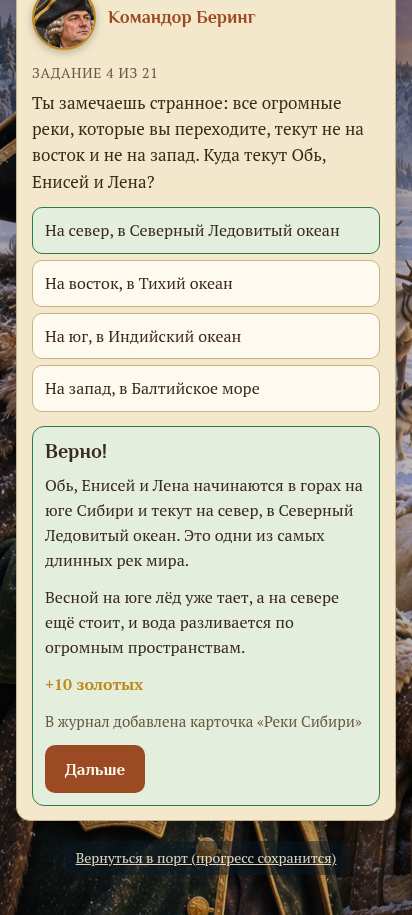 Командор Беринг
ЗАДАНИЕ 4 ИЗ 21
Ты замечаешь странное: все огромные
реки, которые вы переходите, текут не на
восток и не на запад. Куда текут Обь,
Енисей и Лена?
На север, в Северный Ледовитый океан
На восток, в Тихий океан
На юг, в Индийский океан
На запад, в Балтийское море
Верно!
Обь, Енисей и Лена начинаются в горах на
юге Сибири и текут на север, в Северный
Ледовитый океан. Это одни из самых
длинных рек мира.
Весной на юге лёд уже тает, а на севере
ещё стоит, и вода разливается по
огромным пространствам.
+10 золотых
В журнал добавлена карточка «Реки Сибири»
Дальше
Вернуться в порт (прогресс сохранится)